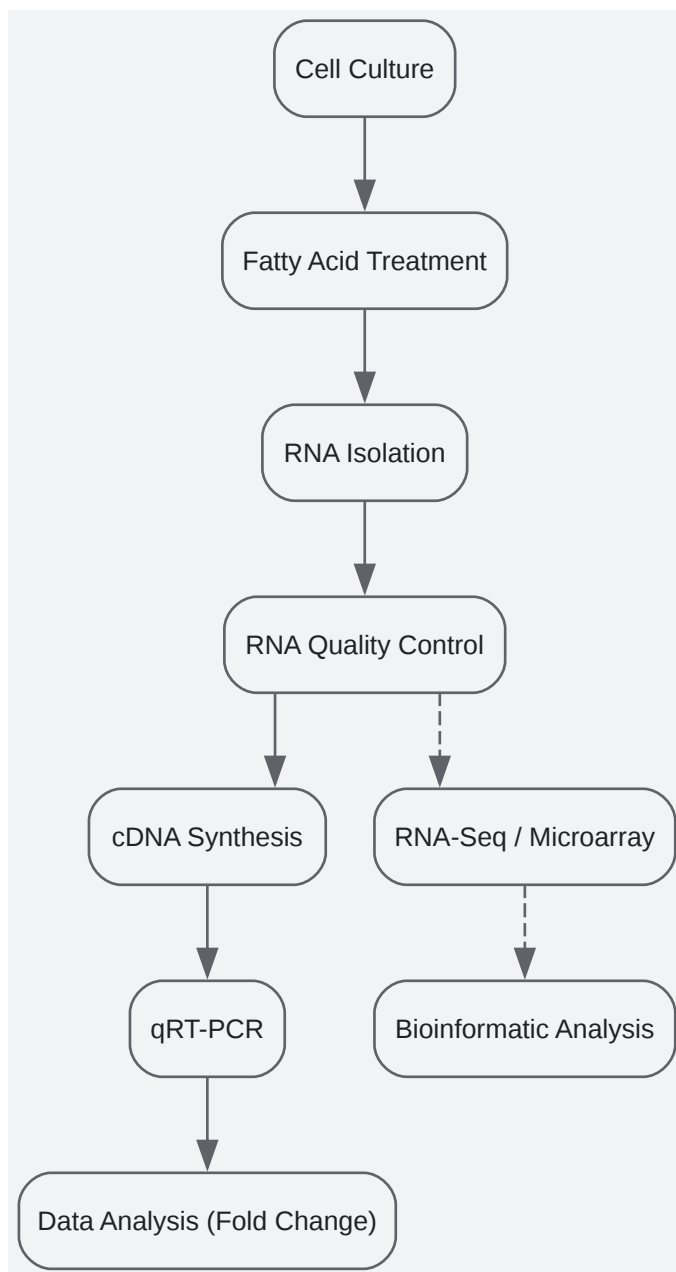 Cell Culture
Fatty Acid Treatment
RNA Isolation
RNA Quality Control
cDNA Synthesis
RNA-Seq / Microarray
qRT-PCR
Bioinformatic Analysis
Data Analysis (Fold Change)